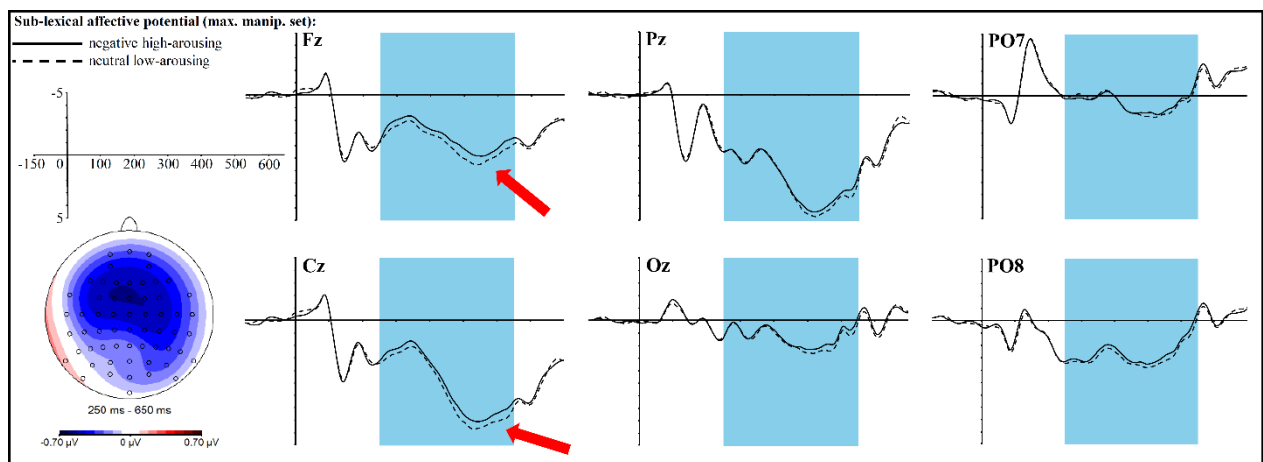 Sub-lexical affective potential (max. manip. set):
negative high-arousing
neutral low-arousing
Fz
Pz
PO7
-5
-150 0 100 200 300 400 500 600
5
Cz
Oz
PO8
250 ms - 650 ms
-0.70 µV 0 µV 0.70 µV